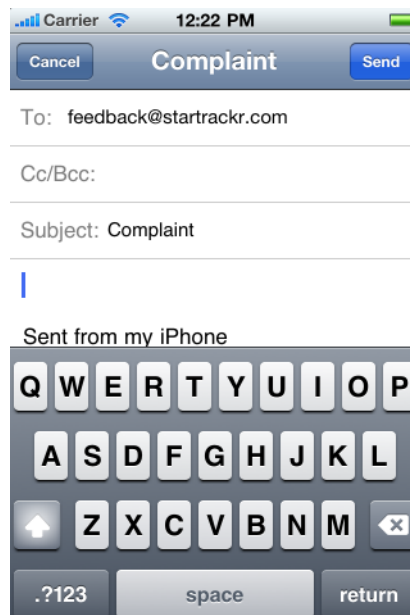 Carrier 12:22 PM
Cancel Complaint Send
To: feedback@startrackr.com
Cc/Bcc:
Subject: Complaint
Sent from my iPhone
Q W E R T Y U I O P
A S D F G H J K L
Z X C V B N M
.?123 space return